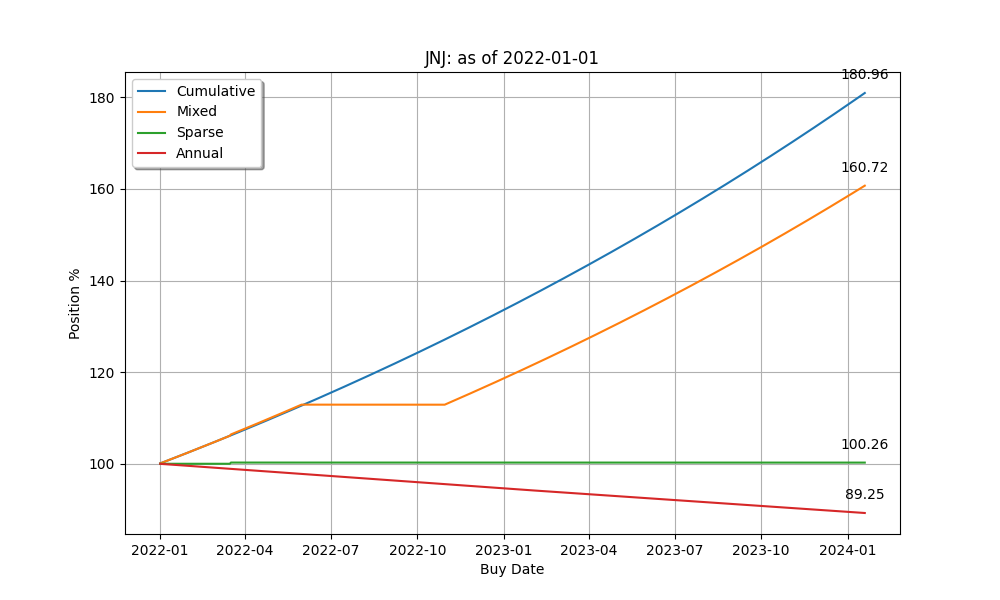 JNJ: as of 2022-01-01
180.96
180
Cumulative
Mixed
Sparse
Annual
160.72
160
140
Position %
120
100.26
100
89.25
2022-01 2022-04 2022-07 2022-10 2023-01 2023-04 2023-07 2023-10 2024-01
Buy Date